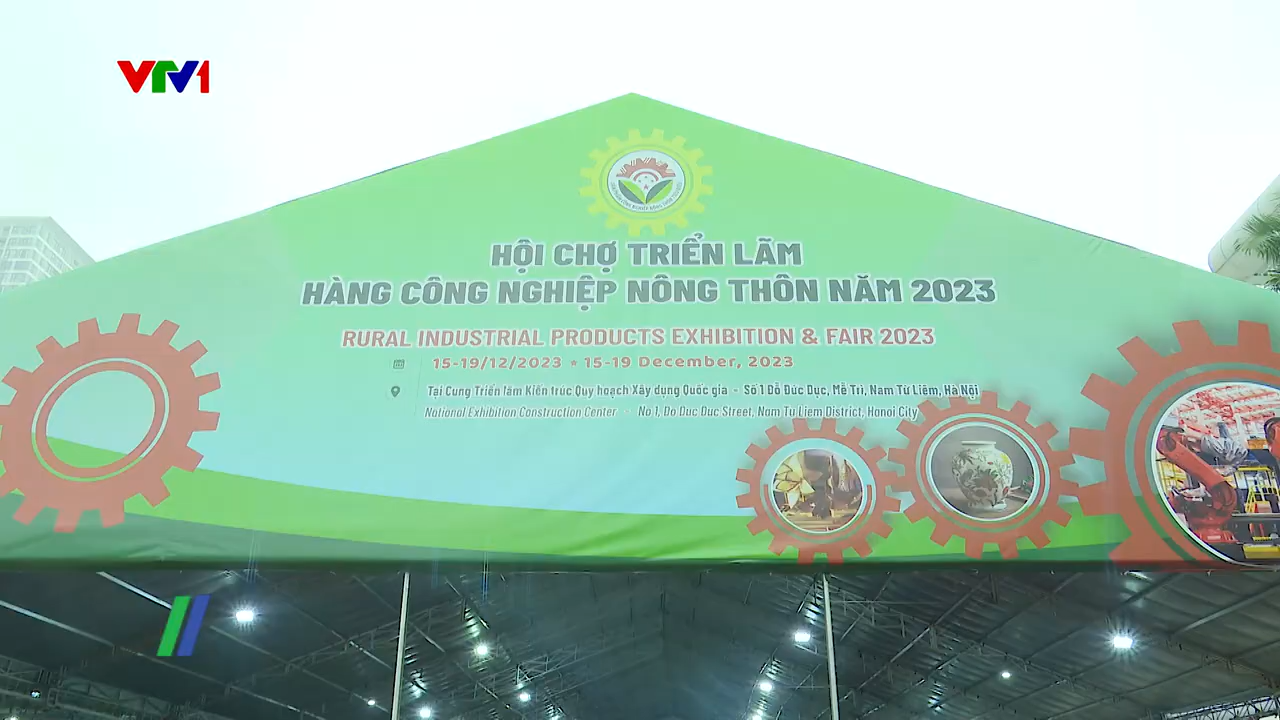 VTV1
HỘI CHỢ TRIỂN LÃM
HÀNG CÔNG NGHIỆP NÔNG THÔN NĂM 2023
RURAL INDUSTRIAL PRODUCTS EXHIBITION & FAIR 2023
15-19/12/2023 * 15-19 December, 2023
Tại Cung Triển lãm Kiến trúc Quy hoạch Xây dựng Quốc gia - Số 1 Đỗ Đức Dục, Mễ Trì, Nam Từ Liêm, Hà Nội
National Exhibition Construction Center - No 1, Do Duc Duc Street, Nam Tu Liem District, Hanoi City